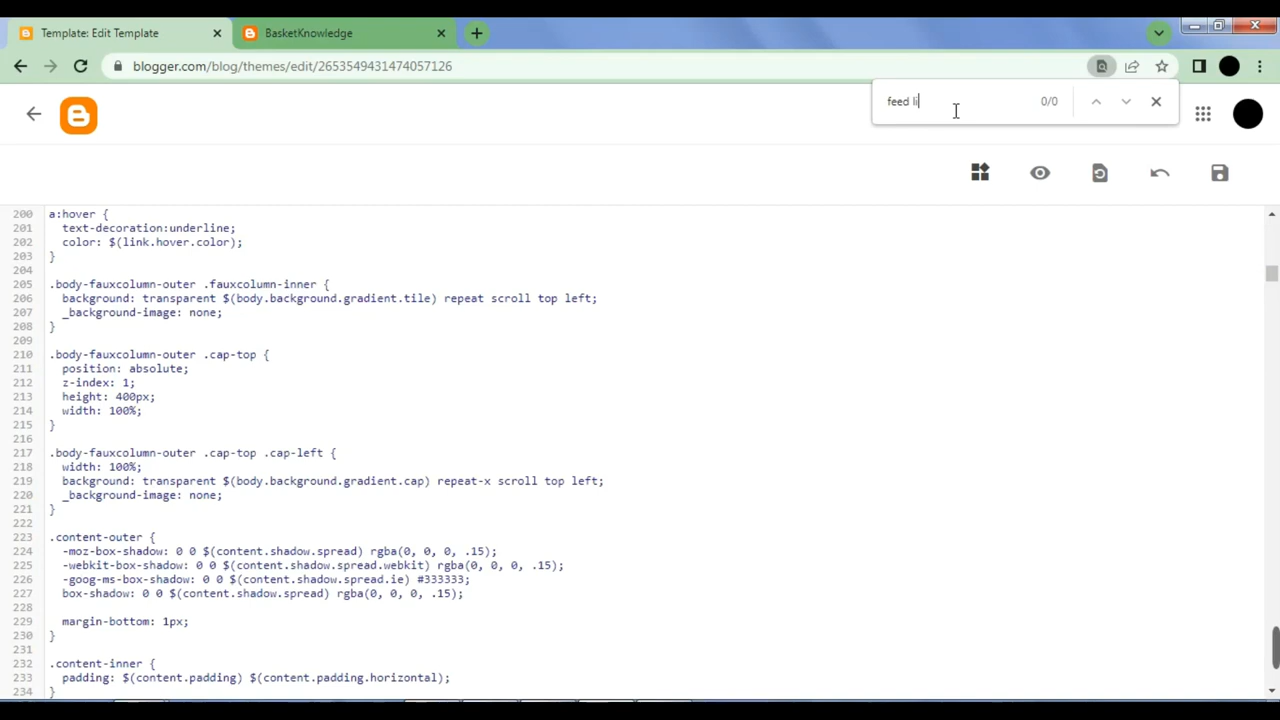 Template: Edit Template
BasketKnowledge
blogger.com/blog/themes/edit/2653549431474057126
feed li
0/0
200 a:hover {
201 text-decoration:underline;
202 color: $(link.hover.color);
203 }
204
205 .body-fauxcolumn-outer .fauxcolumn-inner {
206 background: transparent $(body.background.gradient.tile) repeat scroll top left;
207 _background-image: none;
208 }
209
210 .body-fauxcolumn-outer .cap-top {
211 position: absolute;
212 z-index: 1;
213 height: 400px;
214 width: 100%;
215 }
216
217 .body-fauxcolumn-outer .cap-top .cap-left {
218 width: 100%;
219 background: transparent $(body.background.gradient.cap) repeat-x scroll top left;
220 _background-image: none;
221 }
222
223 .content-outer {
224 -moz-box-shadow: 0 0 $(content.shadow.spread) rgba(0, 0, 0, .15);
225 -webkit-box-shadow: 0 0 $(content.shadow.spread.webkit) rgba(0, 0, 0, .15);
226 -goog-ms-box-shadow: 0 0 $(content.shadow.spread.ie) #333333;
227 box-shadow: 0 0 $(content.shadow.spread) rgba(0, 0, 0, .15);
228
229 margin-bottom: 1px;
230 }
231
232 .content-inner {
233 padding: $(content.padding) $(content.padding.horizontal);
234 }